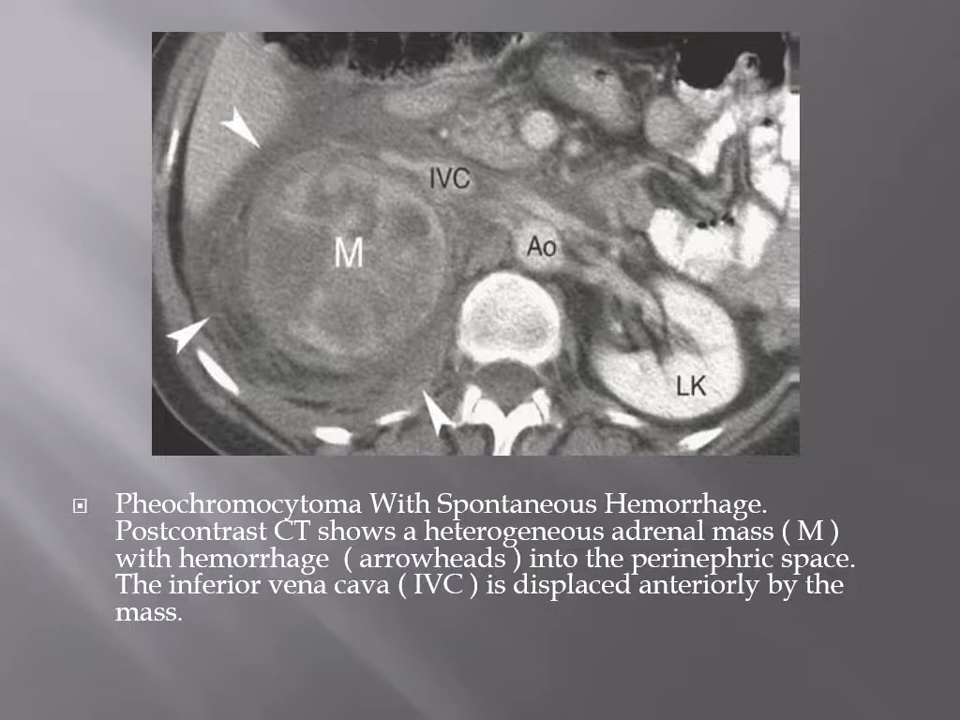 IVC
M
Ao
LK
Pheochromocytoma With Spontaneous Hemorrhage.
Postcontrast CT shows a heterogeneous adrenal mass ( M )
with hemorrhage ( arrowheads ) into the perinephric space.
The inferior vena cava ( IVC ) is displaced anteriorly by the
mass.